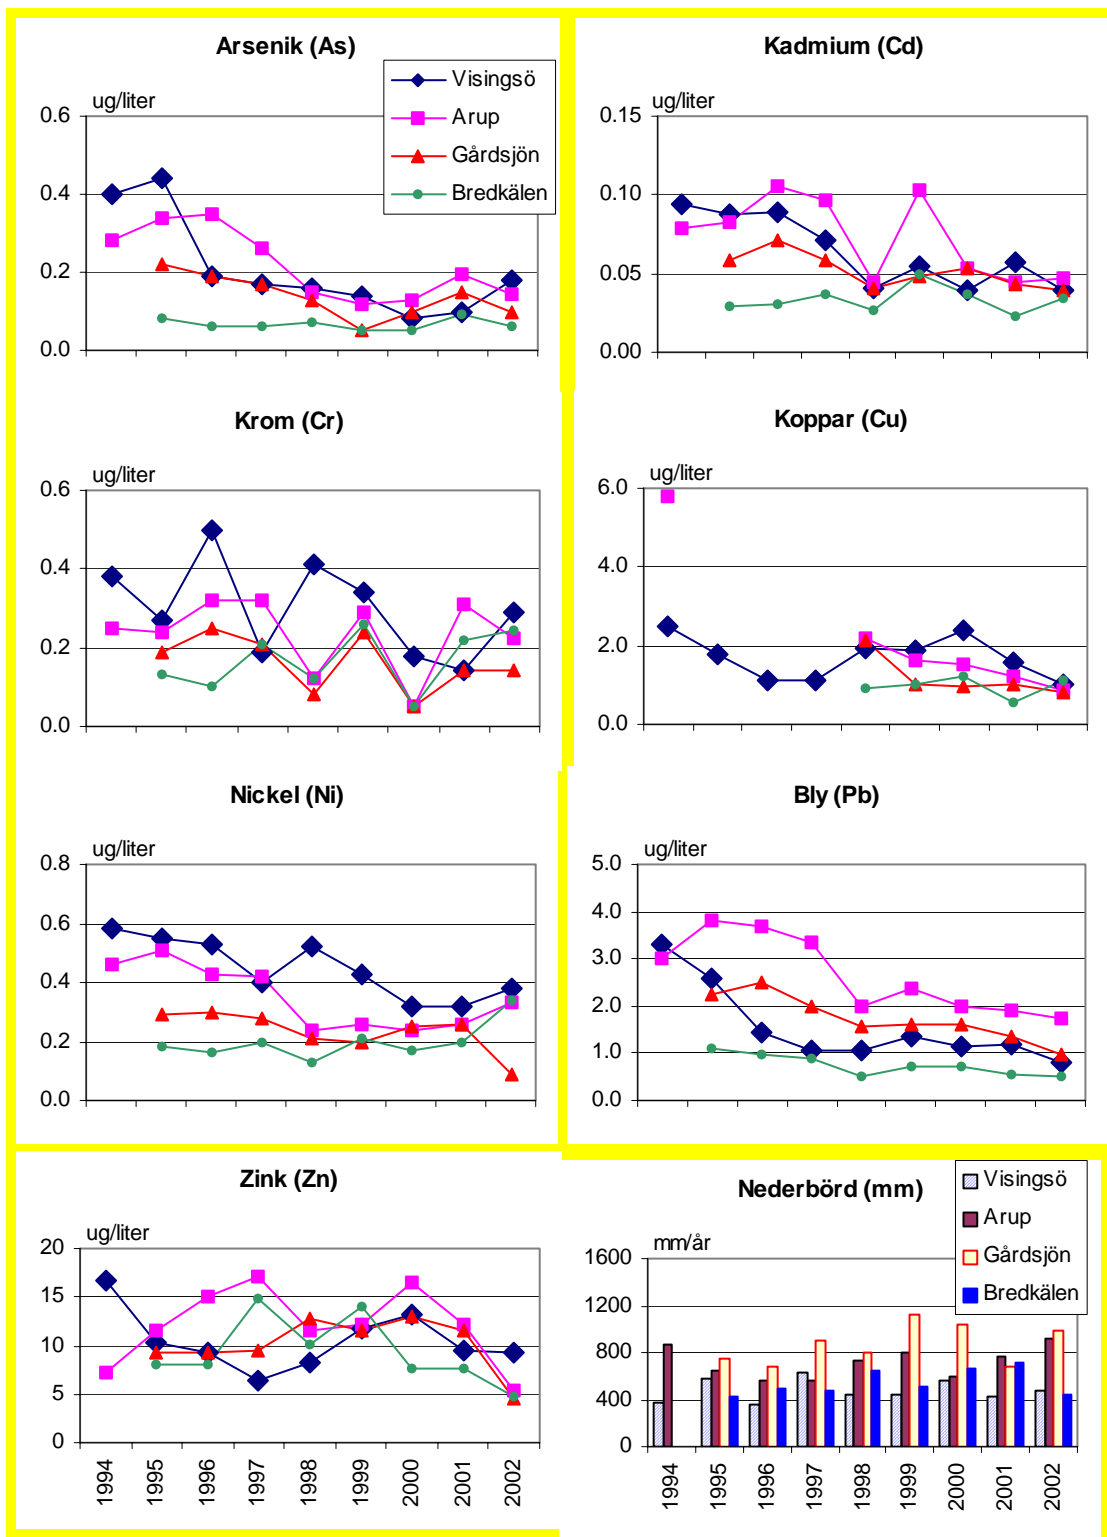 Arsenik (As)
ug/liter
Visingsö
Arup
Gårdsjön
Bredkälen
0.6
0.4
0.2
0.0
Kadmium (Cd)
ug/liter
0.15
0.10
0.05
0.00
Krom (Cr)
ug/liter
0.6
0.4
0.2
0.0
Koppar (Cu)
ug/liter
6.0
4.0
2.0
0.0
Nickel (Ni)
ug/liter
0.8
0.6
0.4
0.2
0.0
Bly (Pb)
ug/liter
5.0
4.0
3.0
2.0
1.0
0.0
Zink (Zn)
ug/liter
20
15
10
5
0
1994 1995 1996 1997 1998 1999 2000 2001 2002
Nederbörd (mm)
mm/år
Visingsö
Arup
Gårdsjön
Bredkälen
1600
1200
800
400
0
1994 1995 1996 1997 1998 1999 2000 2001 2002